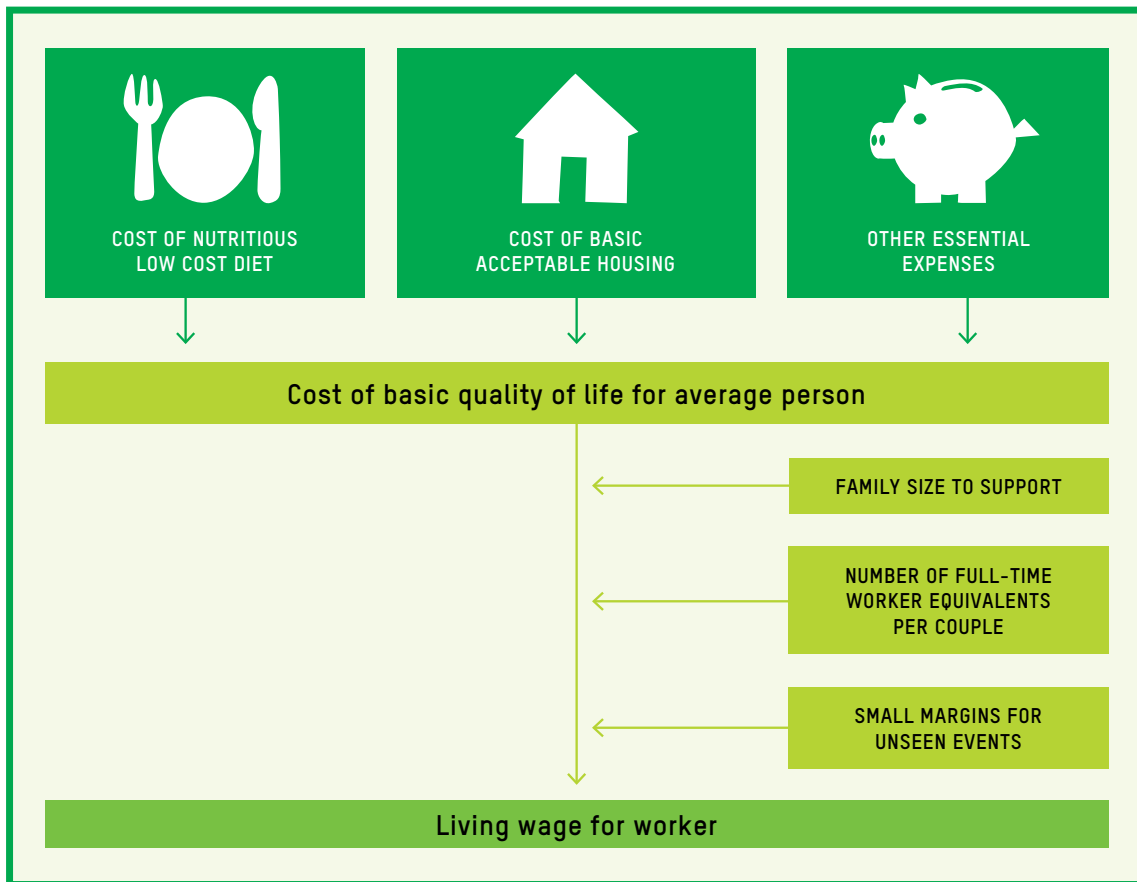 COST OF NUTRITIOUS
LOW COST DIET
COST OF BASIC
ACCEPTABLE HOUSING
OTHER ESSENTIAL
EXPENSES
Cost of basic quality of life for average person
FAMILY SIZE TO SUPPORT
NUMBER OF FULL-TIME
WORKER EQUIVALENTS
PER COUPLE
SMALL MARGINS FOR
UNSEEN EVENTS
Living wage for worker